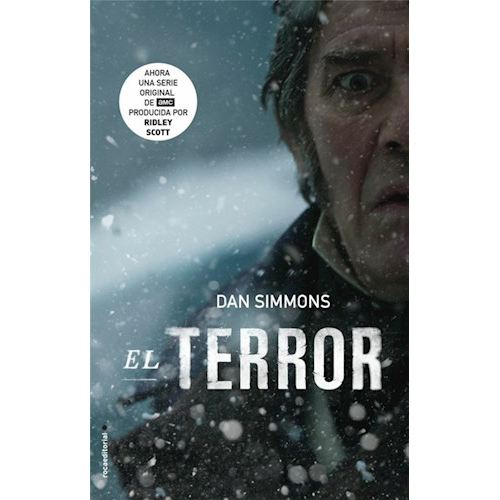 AHORA
UNA SERIE
ORIGINAL
DE amc
PRODUCIDA POR
RIDLEY
SCOTT
DAN SIMMONS
EL TERROR
rocaeditorial